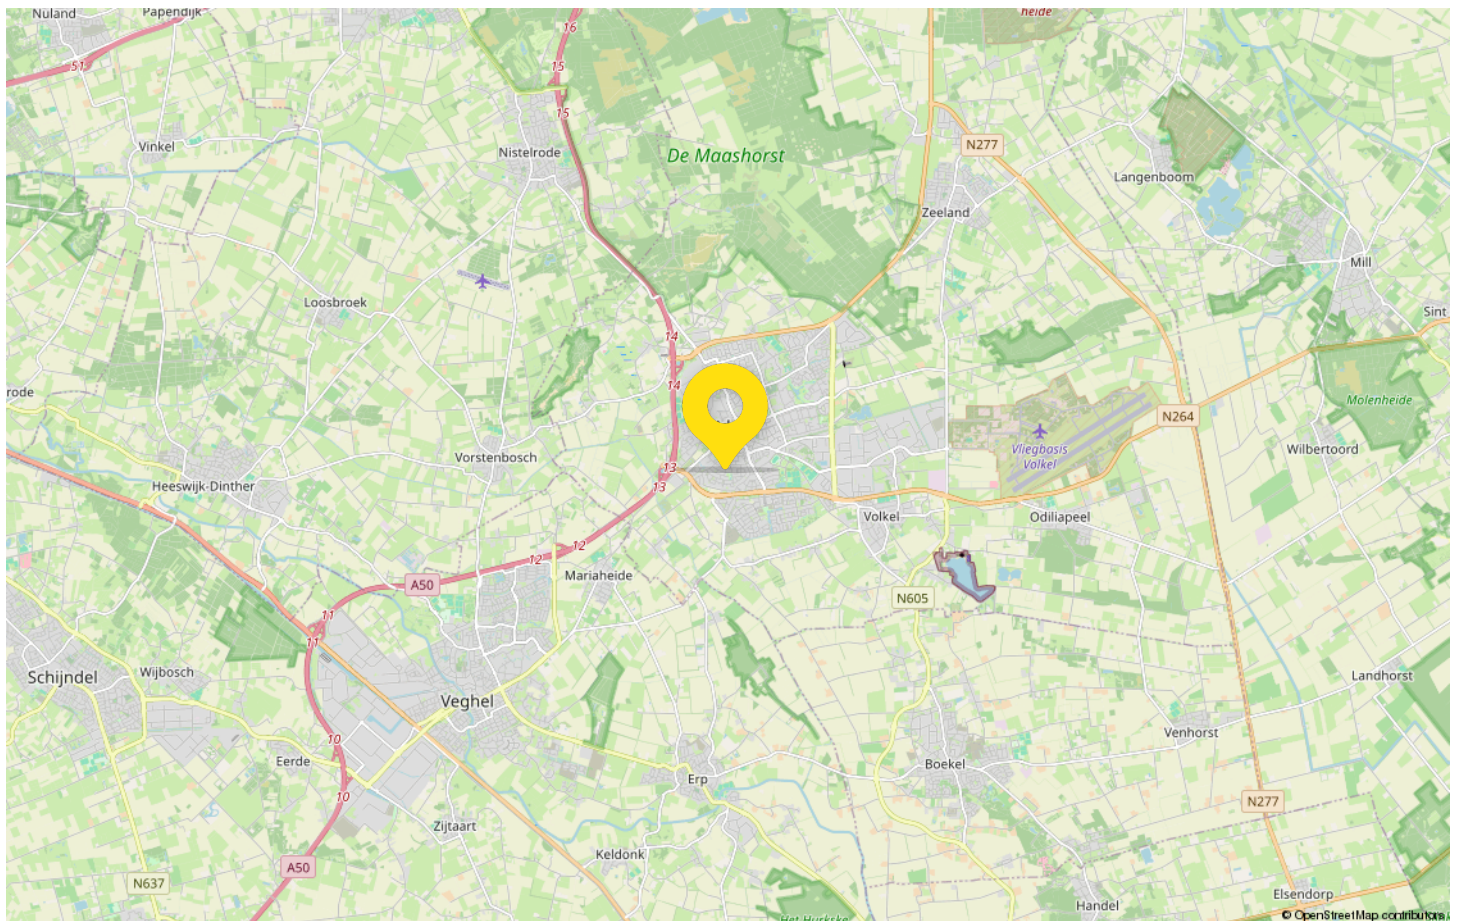 Nuland
Papendijk
heide
16
51
15
15
N277
Vinkel
Nistelrode
De Maashorst
Langenboom
Zeeland
Mill
Loosbroek
Sint
14
14
rode
Molenheide
N264
Vliegbasis
Volkel
Wilbertoord
Vorstenbosch
13
13
Heeswijk-Dinther
Volkel
Odiliapeel
12
12
Mariaheide
A50
N605
11
11
Schijndel
Wijbosch
Landhorst
Veghel
Venhorst
10
Eerde
Boekel
Erp
10
N277
Zijtaart
Keldonk
A50
N637
Elsendorp
Handel
Het Hurkske
© OpenStreetMap contributors